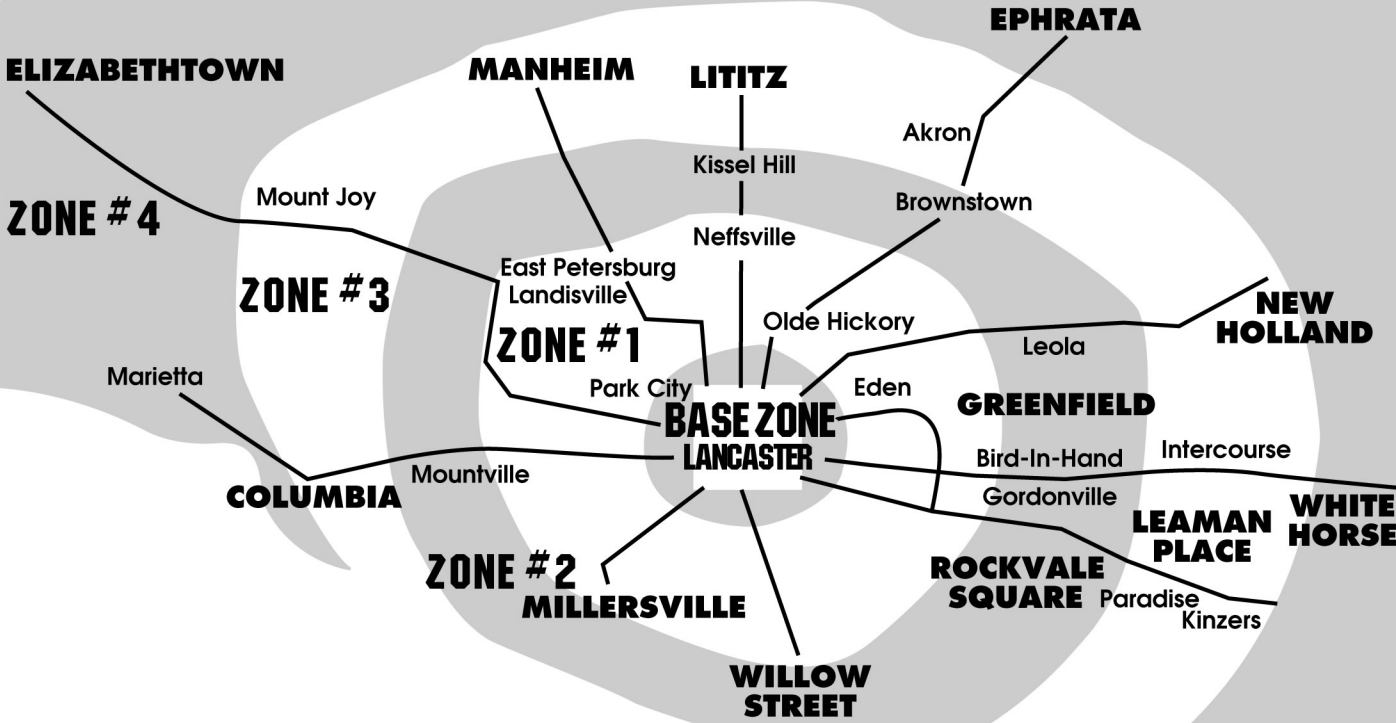 EPHRATA
ELIZABETHTOWN
MANHEIM
LITITZ
Akron
Kissel Hill
Mount Joy
Brownstown
ZONE #4
Neffsville
East Petersburg
Landisville
ZONE #3
NEW
HOLLAND
Olde Hickory
ZONE #1
Leola
Marietta
Park City
Eden
GREENFIELD
BASE ZONE
LANCASTER
Intercourse
Bird-In-Hand
Mountville
COLUMBIA
Gordonville
WHITE
HORSE
LEAMAN
PLACE
ZONE #2
ROCKVALE
SQUARE
MILLERSVILLE
Paradise
Kinzers
WILLOW
STREET